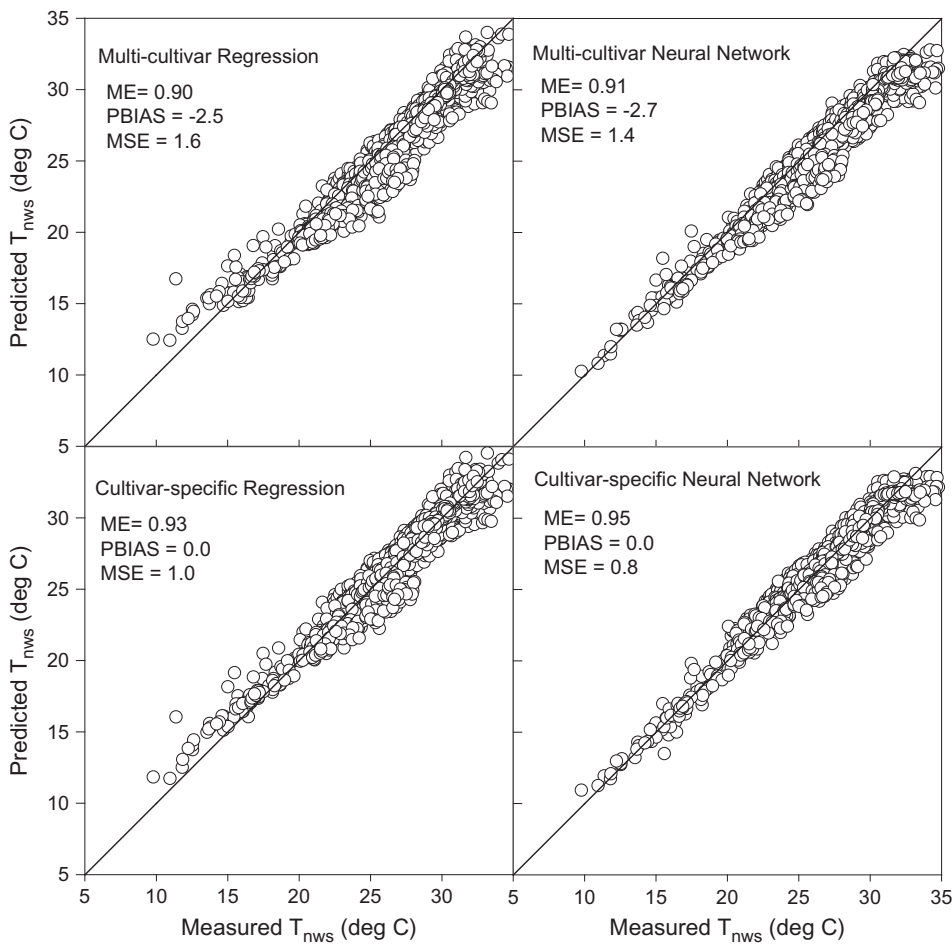 35
30
25
20
15
10
5
Predicted Tnws (deg C)
Multi-cultivar Regression
ME= 0.90
PBIAS = -2.5
MSE = 1.6
Multi-cultivar Neural Network
ME= 0.91
PBIAS = -2.7
MSE = 1.4
30
25
20
15
10
5
Predicted Tnws (deg C)
Cultivar-specific Regression
ME= 0.93
PBIAS = 0.0
MSE = 1.0
Cultivar-specific Neural Network
ME= 0.95
PBIAS = 0.0
MSE = 0.8
5 10 15 20 25 30 5 10 15 20 25 30 35
Measured Tnws (deg C) Measured Tnws (deg C)